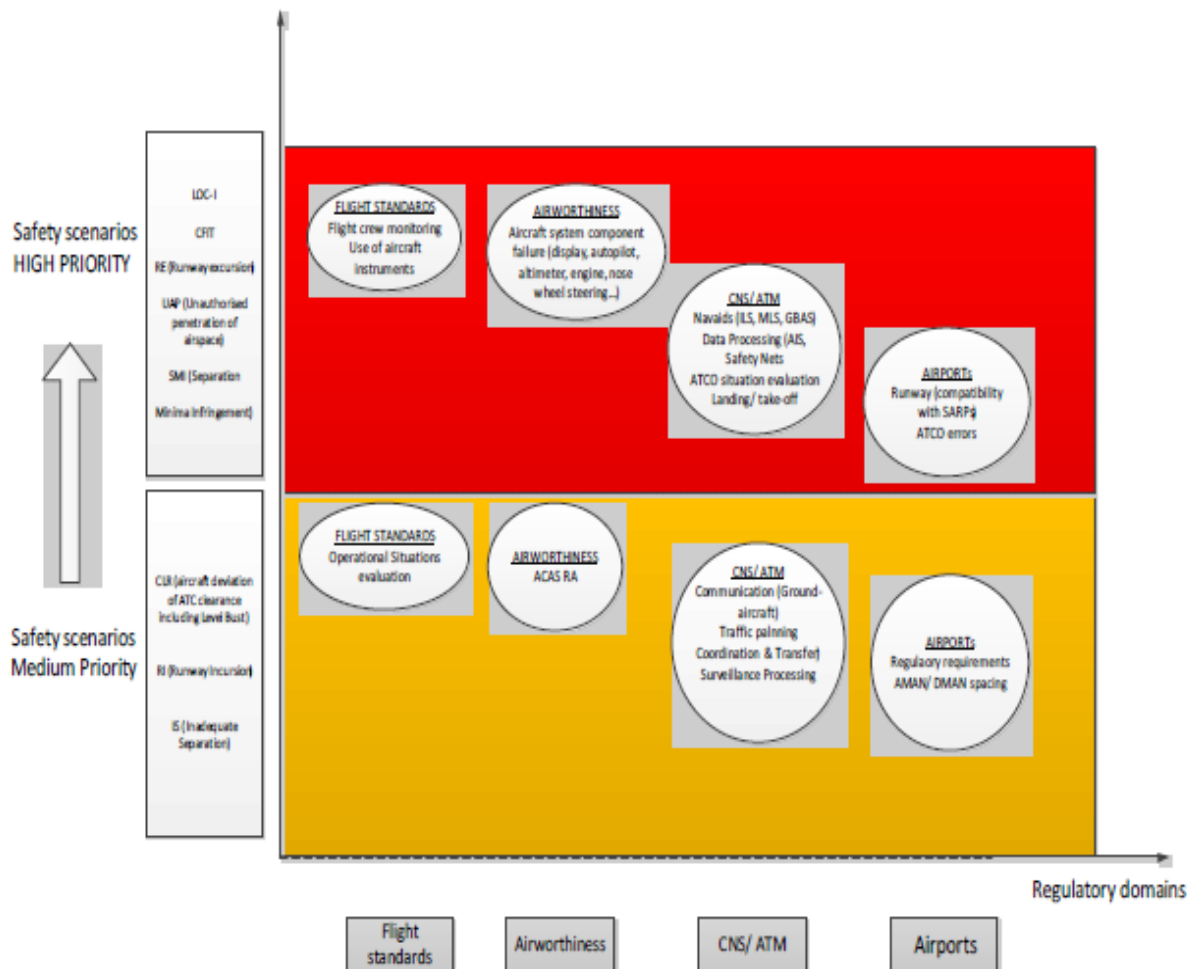 Safety scenarios
HIGH PRIORITY
LOC- I
CFIT
RE (Runway excursion)
UAP (Unauthorised
penetration of
airspace)
SMI (Separation
Minima Infringement)
FLIGHT STANDARDS
Flight crew monitoring
Use of aircraft
instruments
AIRWORTHINESS
Aircraft system component
failure (display, autopilot,
altimeter, engine, nose
wheel steering...)
CNS/ ATM
Navaids (ILS, MLS, GBAS)
Data Processing (AIS,
Safety Nets
ATCO situation evaluation
Landing/ take-off
AIRPORTs
Runway (compatibility
with SARPs)
ATCO errors
Safety scenarios
Medium Priority
CLR (aircraft deviation
of ATC clearance
including Level Bust)
RI (Runway Incursion)
IS (Inadequate
Separation)
FLIGHT STANDARDS
Operational Situations
evaluation
AIRWORTHINESS
ACAS RA
CNS/ ATM
Communication (Ground-
aircraft)
Traffic palnning
Coordination & Transfer)
Surveillance Processing
AIRPORTs
Regulaory requirements
AMAN/ DMAN spacing
Regulatory domains
Flight
standards
Airworthiness
CNS/ ATM
Airports